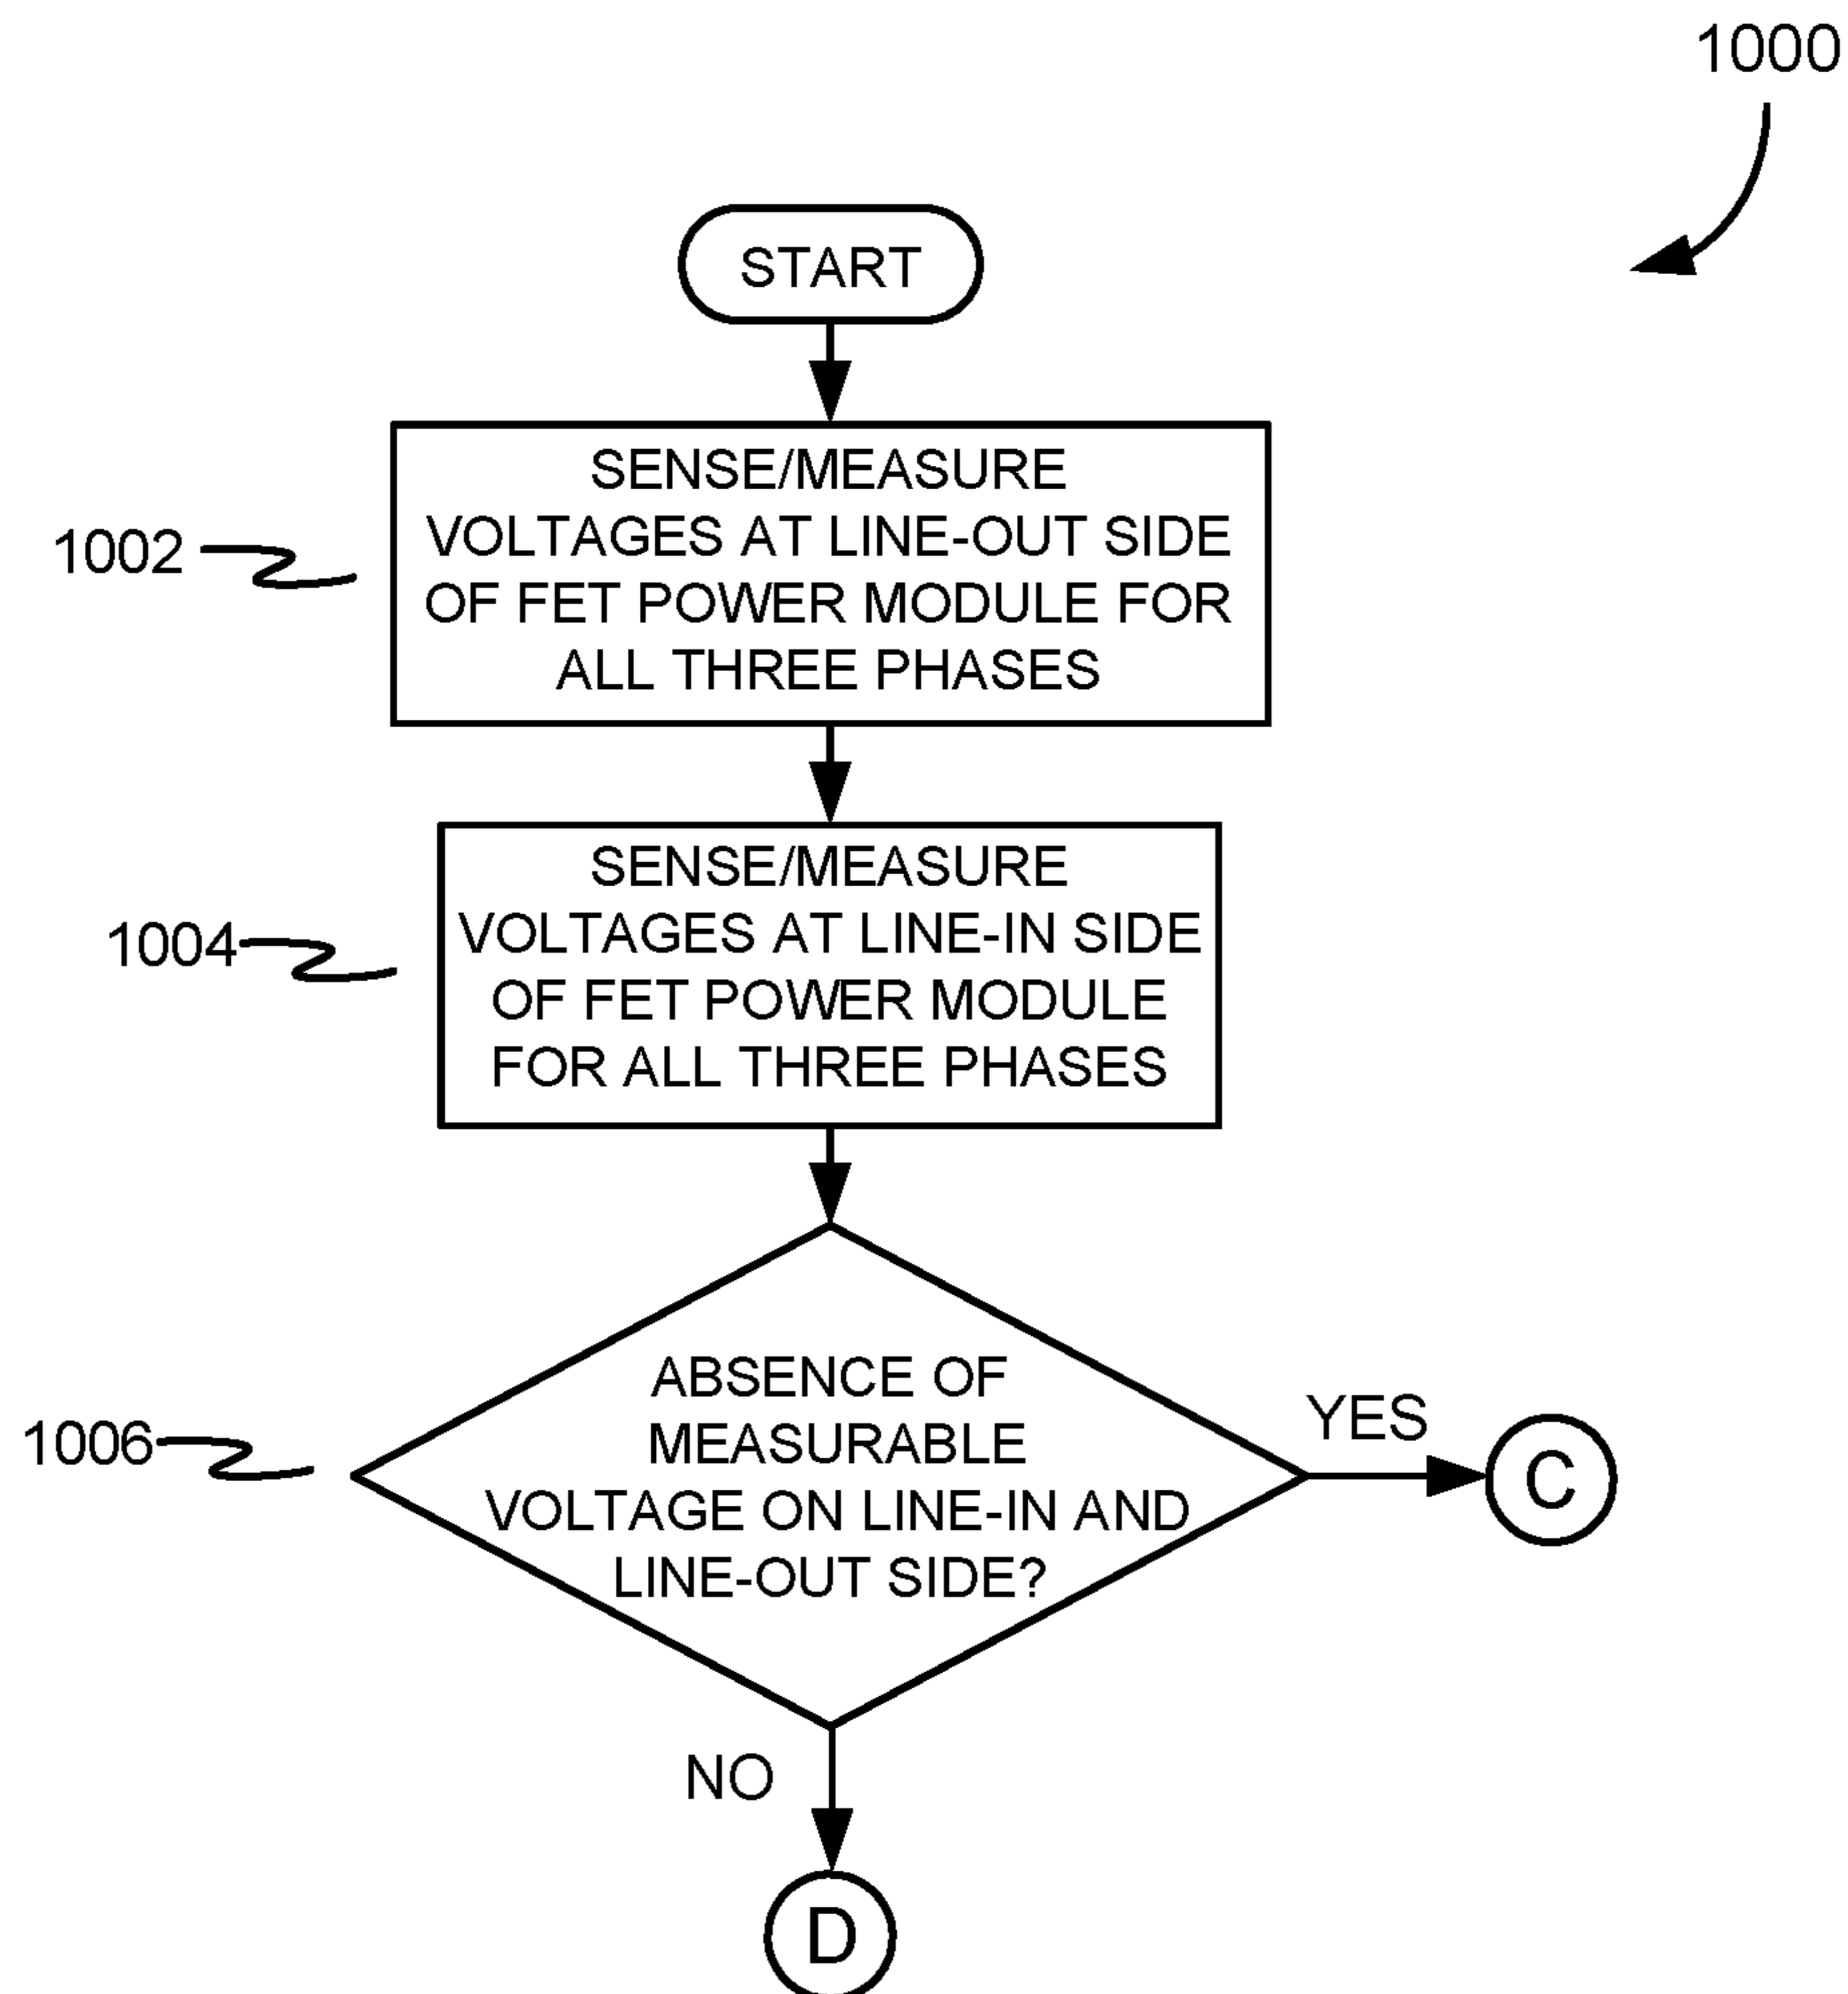 1000
START
1002
SENSE/MEASURE
VOLTAGES AT LINE-OUT SIDE
OF FET POWER MODULE FOR
ALL THREE PHASES
1004
SENSE/MEASURE
VOLTAGES AT LINE-IN SIDE
OF FET POWER MODULE
FOR ALL THREE PHASES
1006
ABSENCE OF
MEASURABLE
VOLTAGE ON LINE-IN AND
LINE-OUT SIDE?
YES
C
NO
D